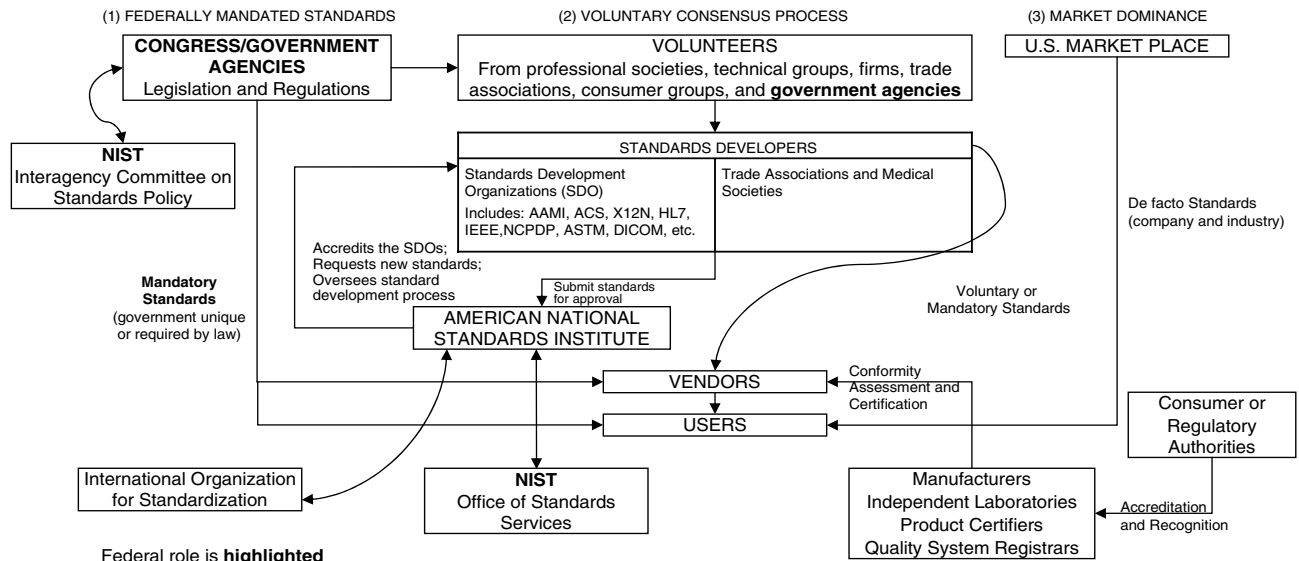 (1) FEDERALLY MANDATED STANDARDS
(2) VOLUNTARY CONSENSUS PROCESS
(3) MARKET DOMINANCE
CONGRESS/GOVERNMENT
AGENCIES
Legislation and Regulations
VOLUNTEERS
From professional societies, technical groups, firms, trade
associations, consumer groups, and government agencies
U.S. MARKET PLACE
NIST
Interagency Committee on
Standards Policy
STANDARDS DEVELOPERS
Standards Development
Organizations (SDO)
Includes: AAMI, ACS, X12N, HL7,
IEEE,NCPDP, ASTM, DICOM, etc.
Trade Associations and Medical
Societies
De facto Standards
(company and industry)
Accredits the SDOs;
Requests new standards;
Oversees standard
development process
Mandatory
Standards
(government unique
or required by law)
Submit standards
for approval
Voluntary or
Mandatory Standards
AMERICAN NATIONAL
STANDARDS INSTITUTE
VENDORS
USERS
Conformity
Assessment and
Certification
Consumer or
Regulatory
Authorities
International Organization
for Standardization
NIST
Office of Standards
Services
Manufacturers
Independent Laboratories
Product Certifiers
Quality System Registrars
Accreditation
and Recognition
Federal role is highlighted